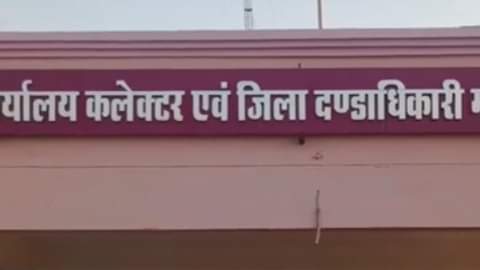 र्यालय कलेक्टर एवं जिला दण्डाधिकारी